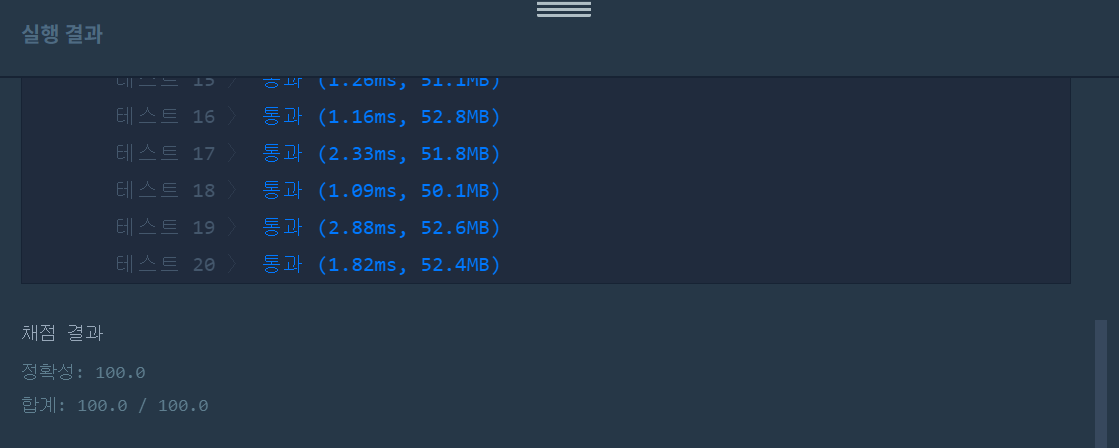 실행 결과
테스트 15 〉 통과 (1.26ms, 51.1MB)
테스트 16 〉 통과 (1.16ms, 52.8MB)
테스트 17 〉 통과 (2.33ms, 51.8MB)
테스트 18 〉 통과 (1.09ms, 50.1MB)
테스트 19 〉 통과 (2.88ms, 52.6MB)
테스트 20 〉 통과 (1.82ms, 52.4MB)
채점 결과
정확성: 100.0
합계: 100.0 / 100.0